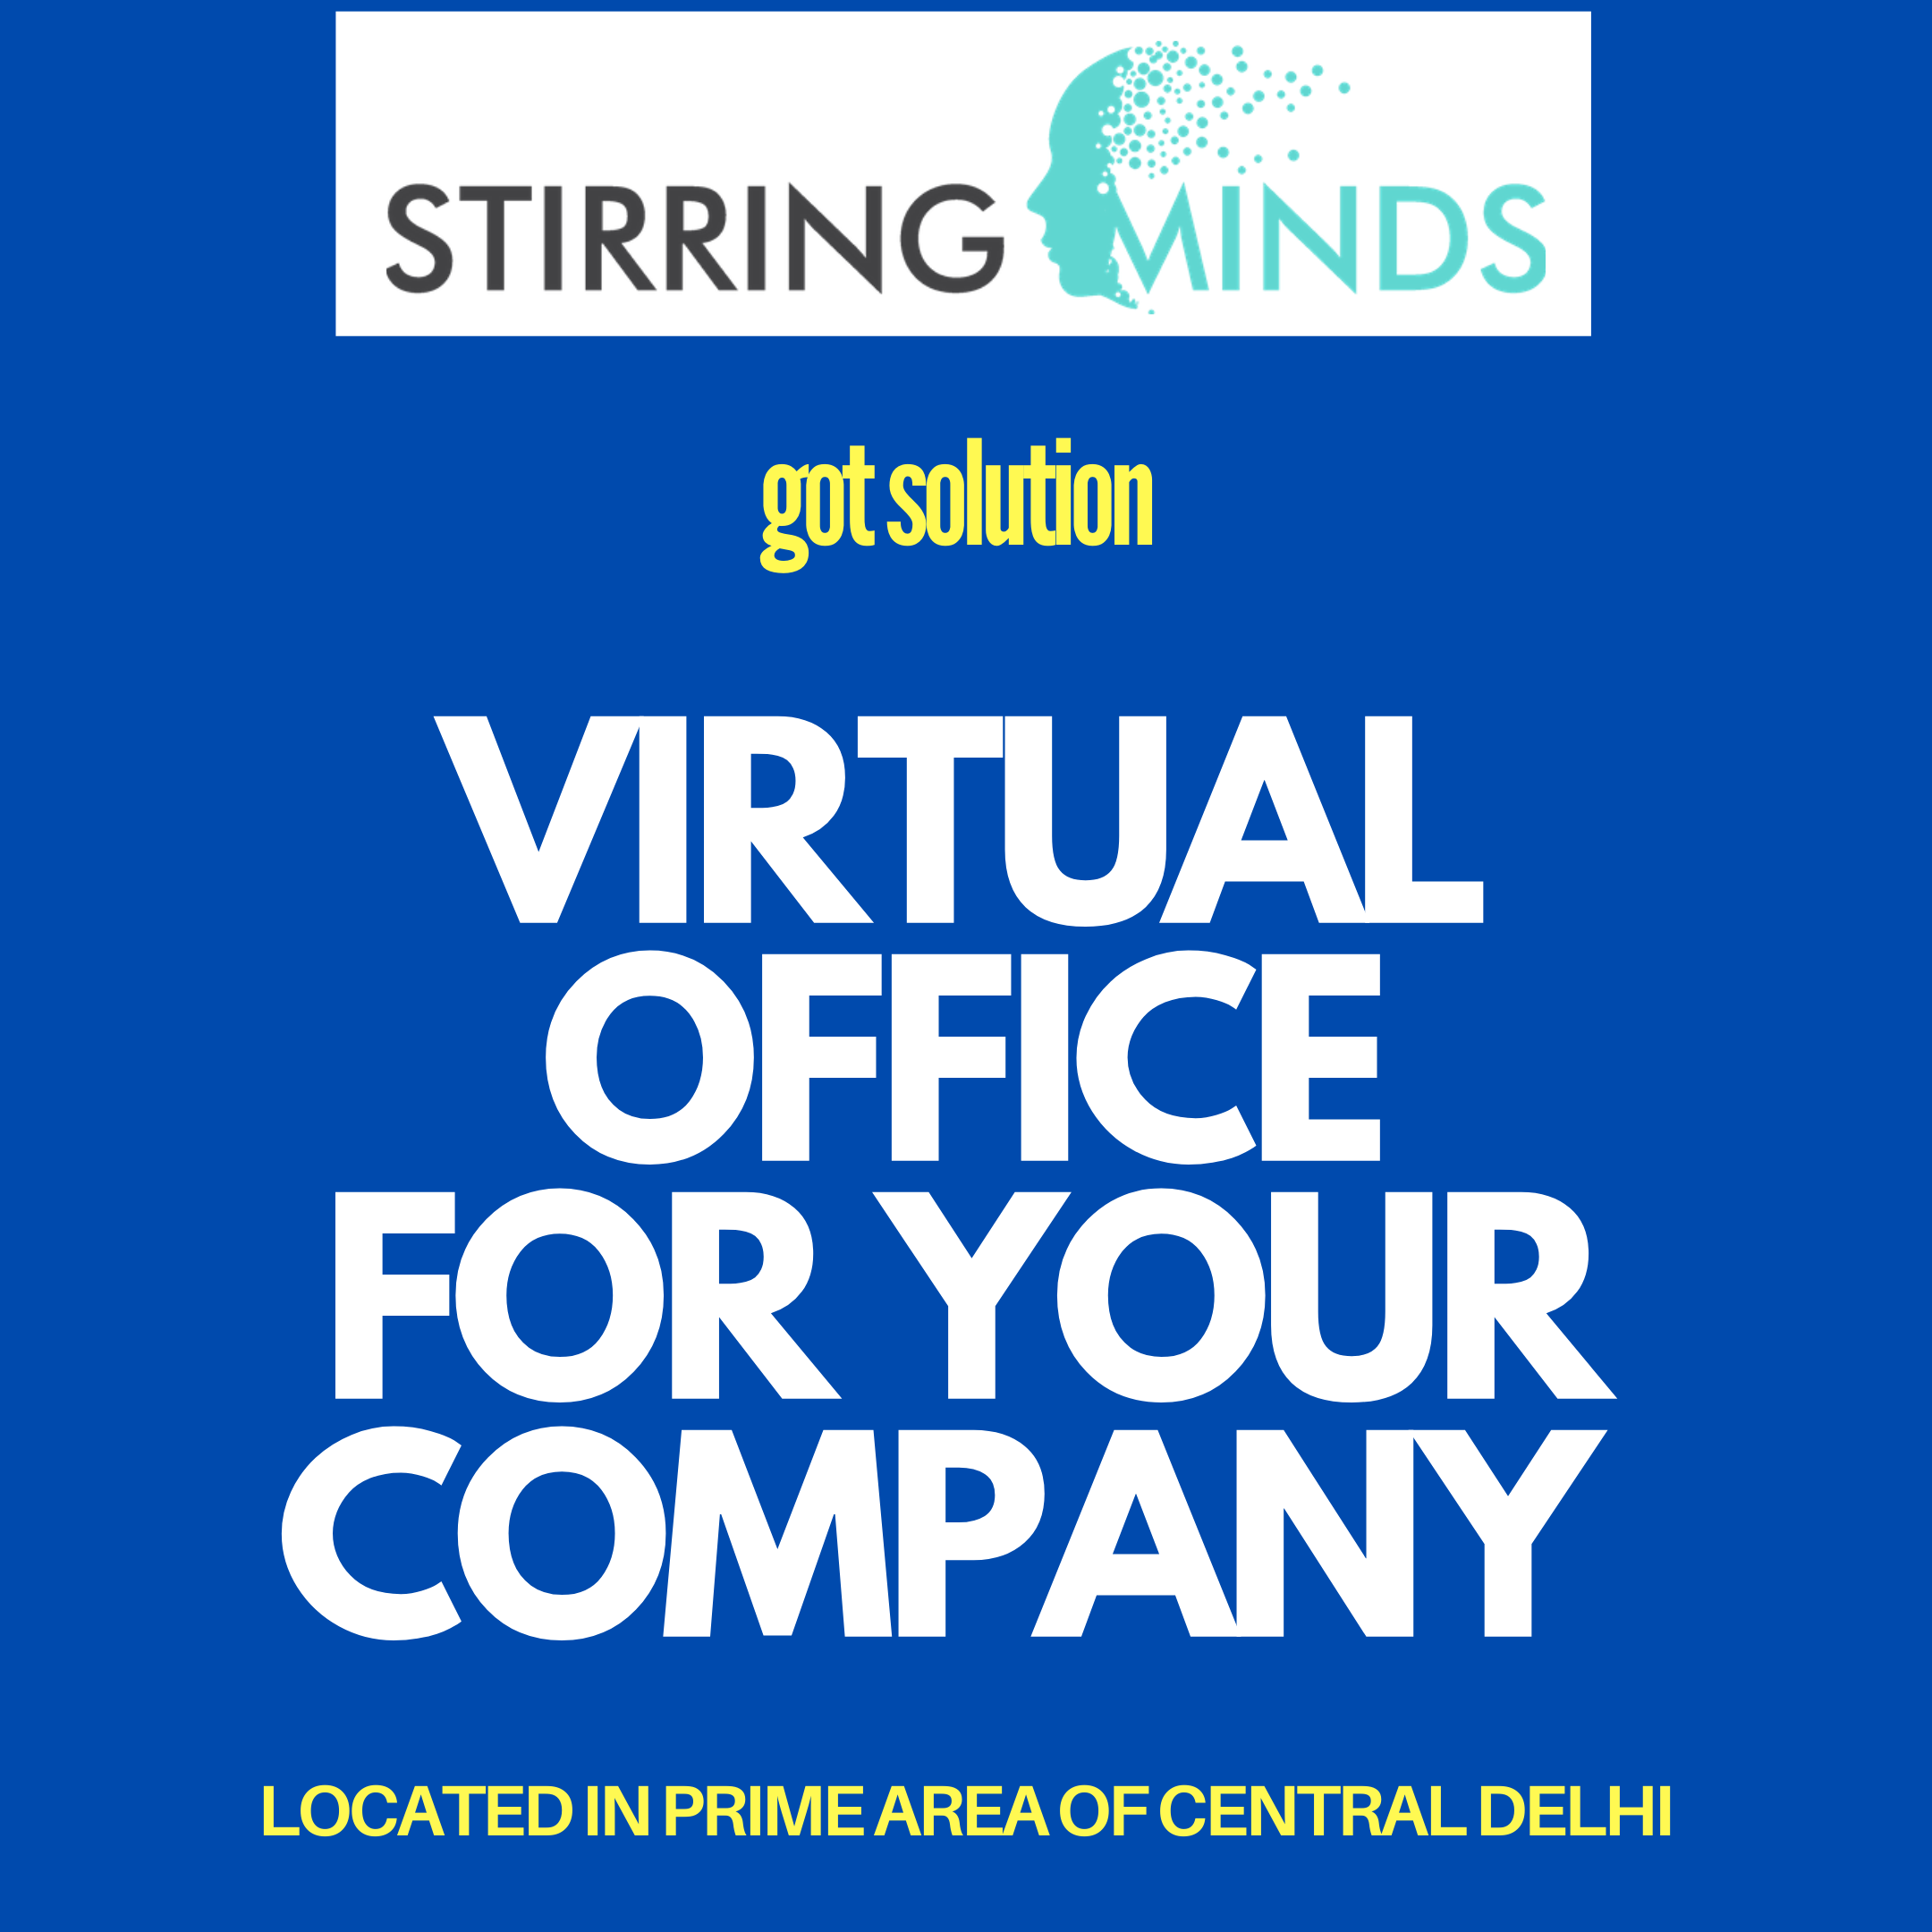 STIRRING MINDS
got solution
VIRTUAL
OFFICE
FOR YOUR
COMPANY
LOCATED IN PRIME AREA OF CENTRAL DELHI